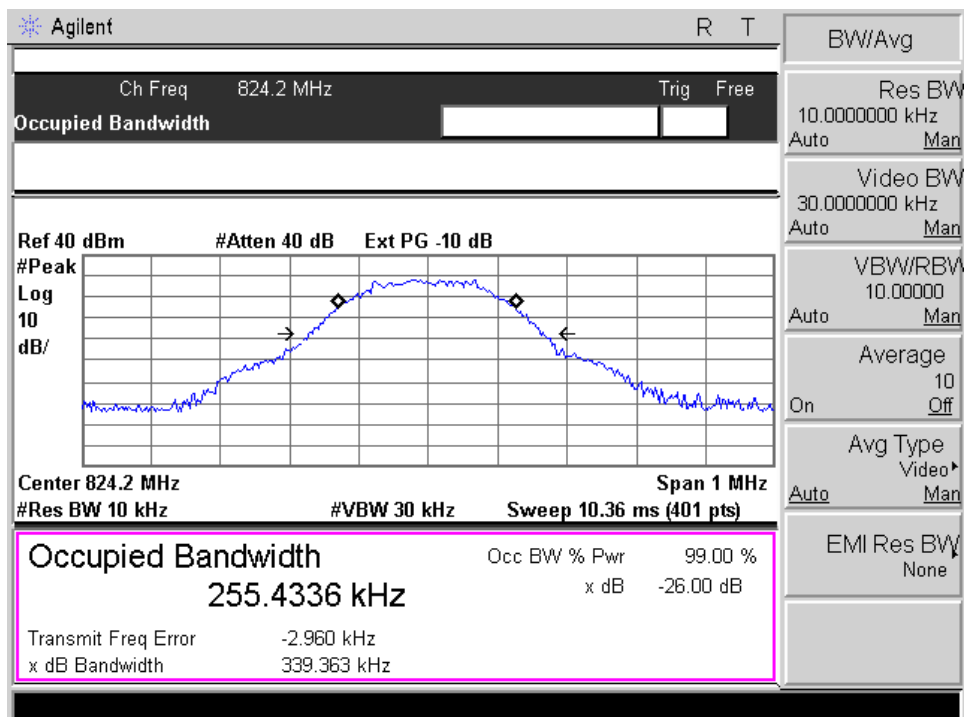 Agilent R T
Ch Freq 824.2 MHz Trig Free
Occupied Bandwidth
Ref 40 dBm #Atten 40 dB Ext PG -10 dB
#Peak
Log
10
dB/
Center 824.2 MHz Span 1 MHz
#Res BW 10 kHz #VBW 30 kHz Sweep 10.36 ms (401 pts)
Occupied Bandwidth Occ BW % Pwr 99.00 %
255.4336 kHz x dB -26.00 dB
Transmit Freq Error -2.960 kHz
x dB Bandwidth 339.363 kHz
BW/Avg
Res BW
10.0000000 kHz
Auto Man
Video BW
30.0000000 kHz
Auto Man
VBW/RBW
10.00000
Auto Man
Average
10
On Off
Avg Type
Video
Auto Man
EMI Res BW
None